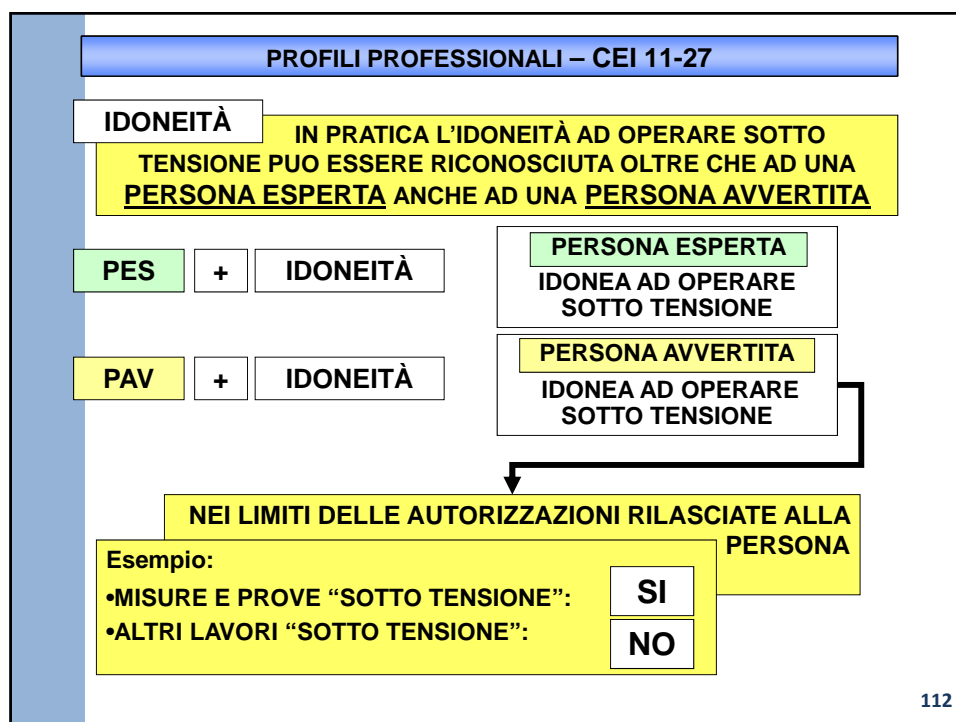 PROFILI PROFESSIONALI – CEI 11-27
IDONEITÀ
IN PRATICA L'IDONEITÀ AD OPERARE SOTTO
TENSIONE PUO ESSERE RICONOSCIUTA OLTRE CHE AD UNA
PERSONA ESPERTA ANCHE AD UNA PERSONA AVVERTITA
PES + IDONEITÀ
PERSONA ESPERTA
IDONEA AD OPERARE
SOTTO TENSIONE
PAV + IDONEITÀ
PERSONA AVVERTITA
IDONEA AD OPERARE
SOTTO TENSIONE
NEI LIMITI DELLE AUTORIZZAZIONI RILASCIATE ALLA
PERSONA
Esempio:
•MISURE E PROVE “SOTTO TENSIONE”: SI
•ALTRI LAVORI “SOTTO TENSIONE”: NO
112